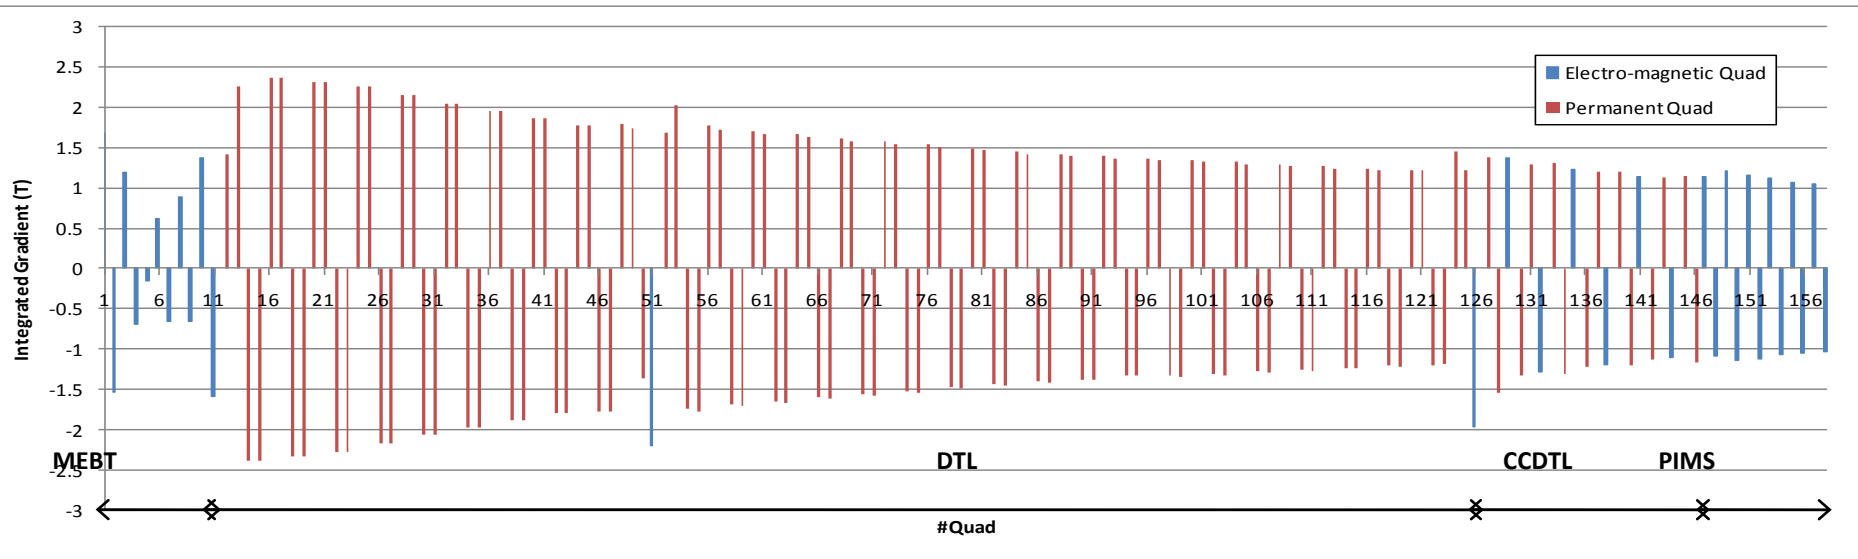 3
2.5
2
1.5
1
0.5
0
-0.5
-1
-1.5
-2
-2.5
-3
Integrated Gradient (T)
Electro-magnetic Quad
Permanent Quad
1 6 11 16 21 26 31 36 41 46 51 56 61 66 71 76 81 86 91 96 101 106 111 116 121 126 131 136 141 146 151 156
MEBT DTL CCDTL PIMS
#Quad